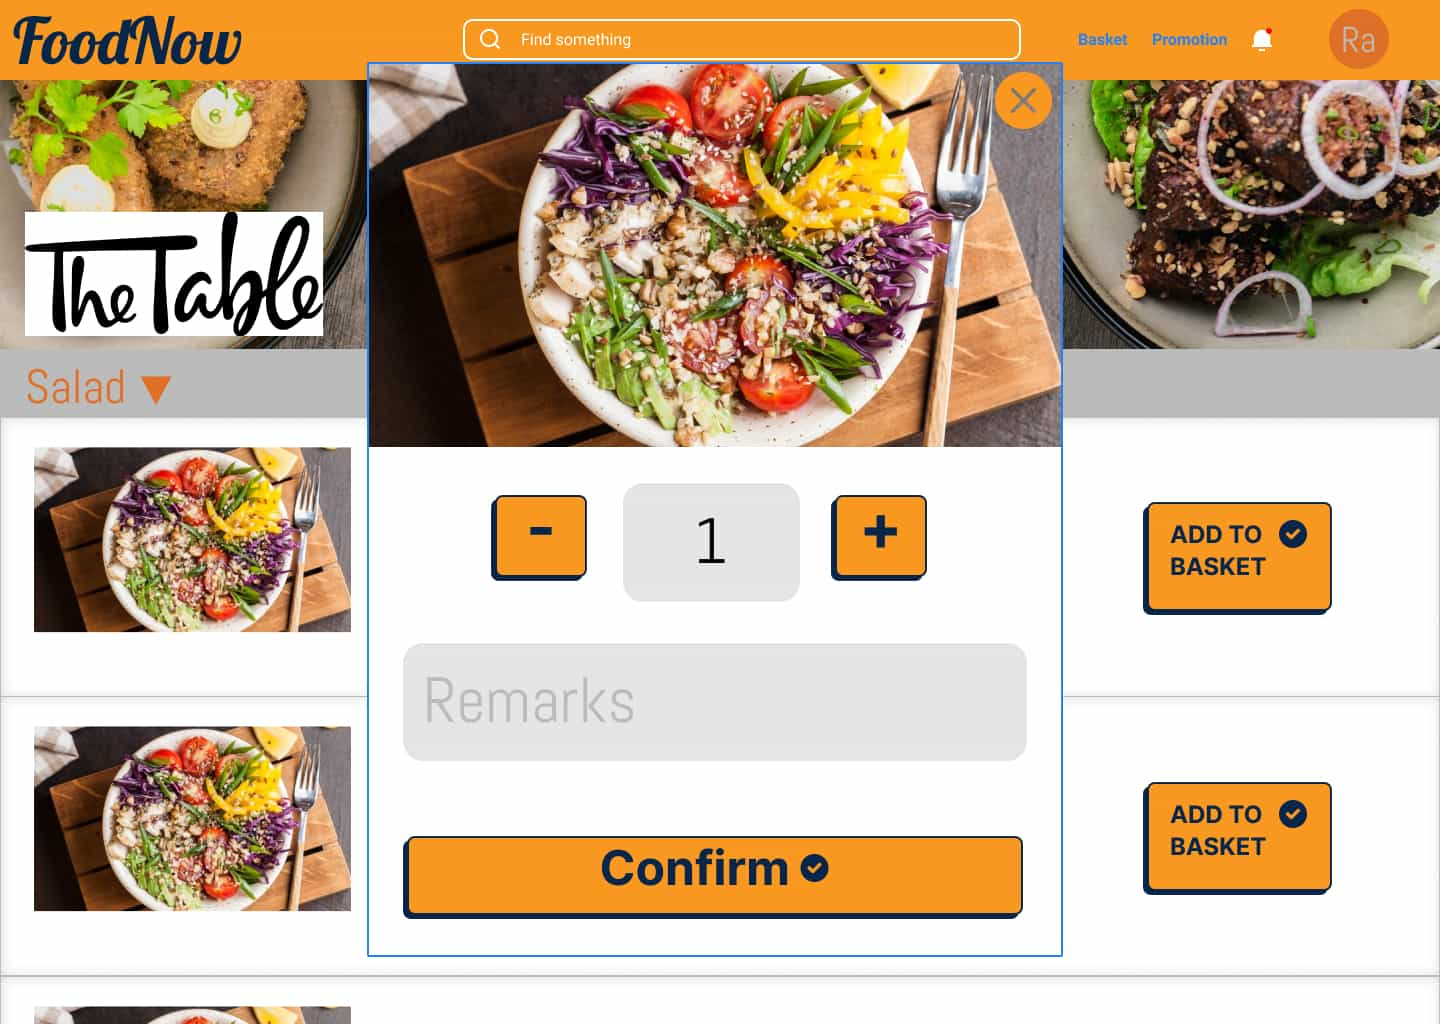 FoodNow
Find something
Basket
Promotion
Ra
The Table
Salad
-
1
+
ADD TO
BASKET
Remarks
ADD TO
BASKET
Confirm